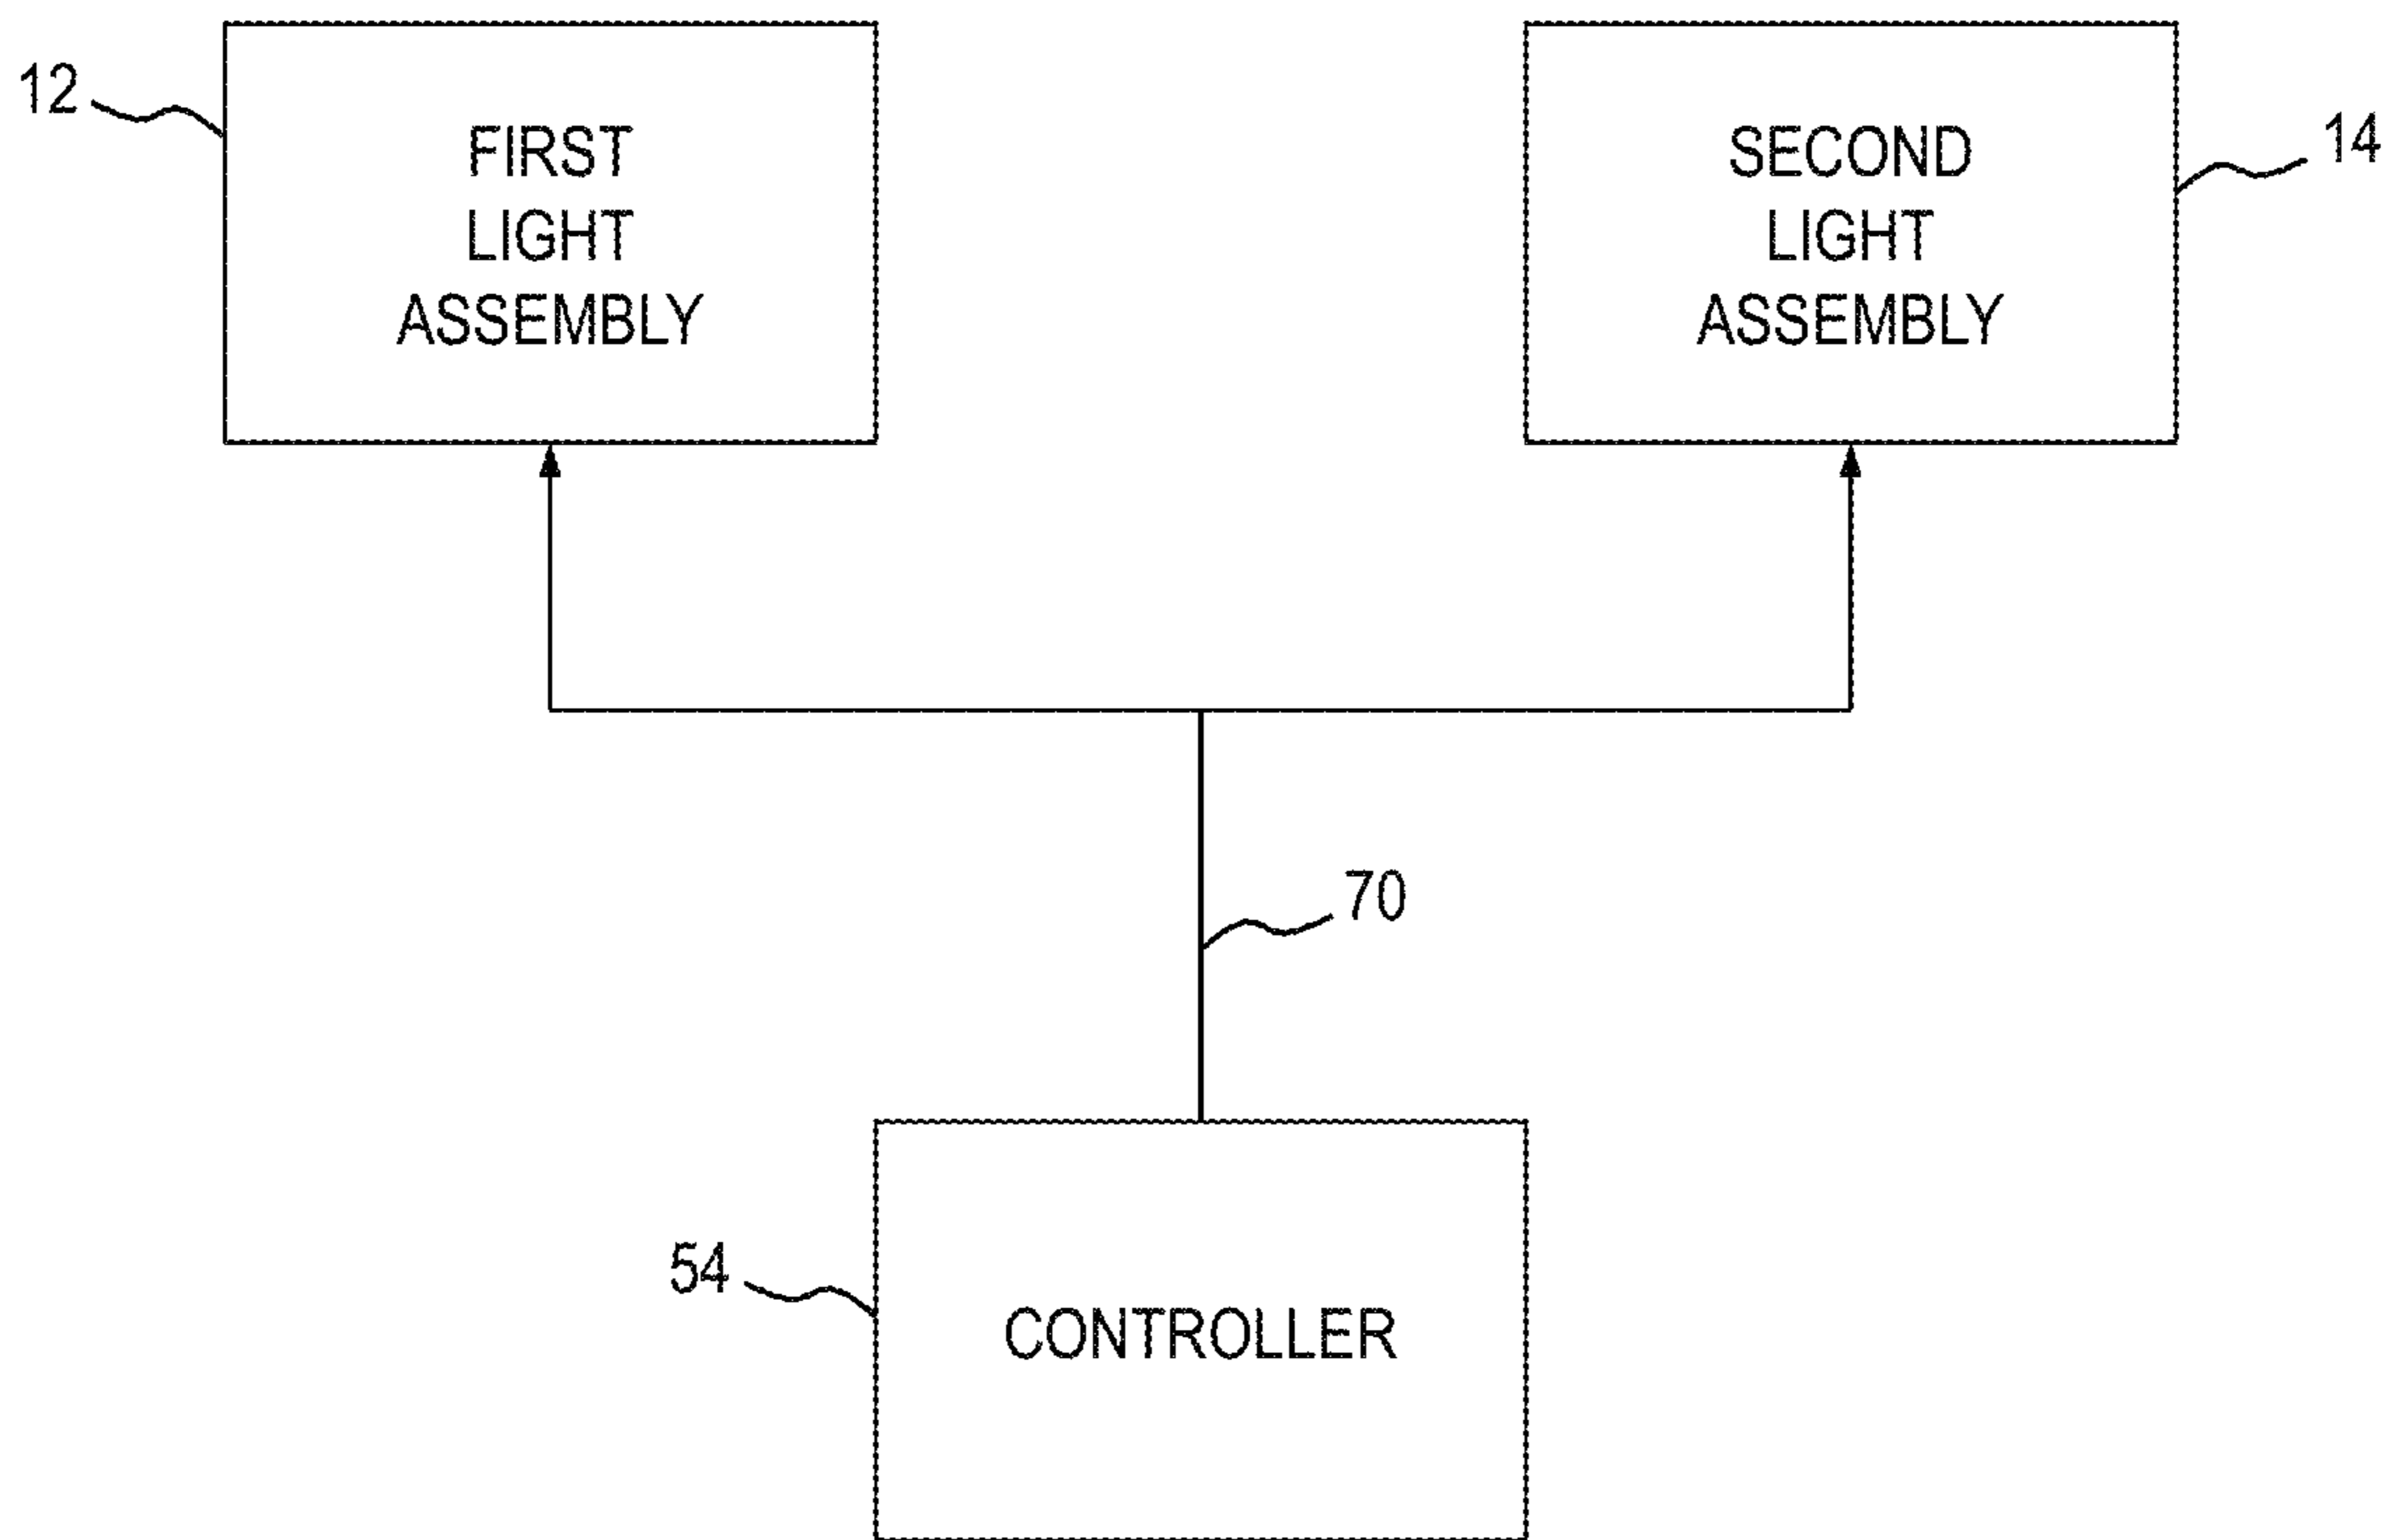 12
FIRST
LIGHT
ASSEMBLY
SECOND
LIGHT
ASSEMBLY
14
70
54
CONTROLLER